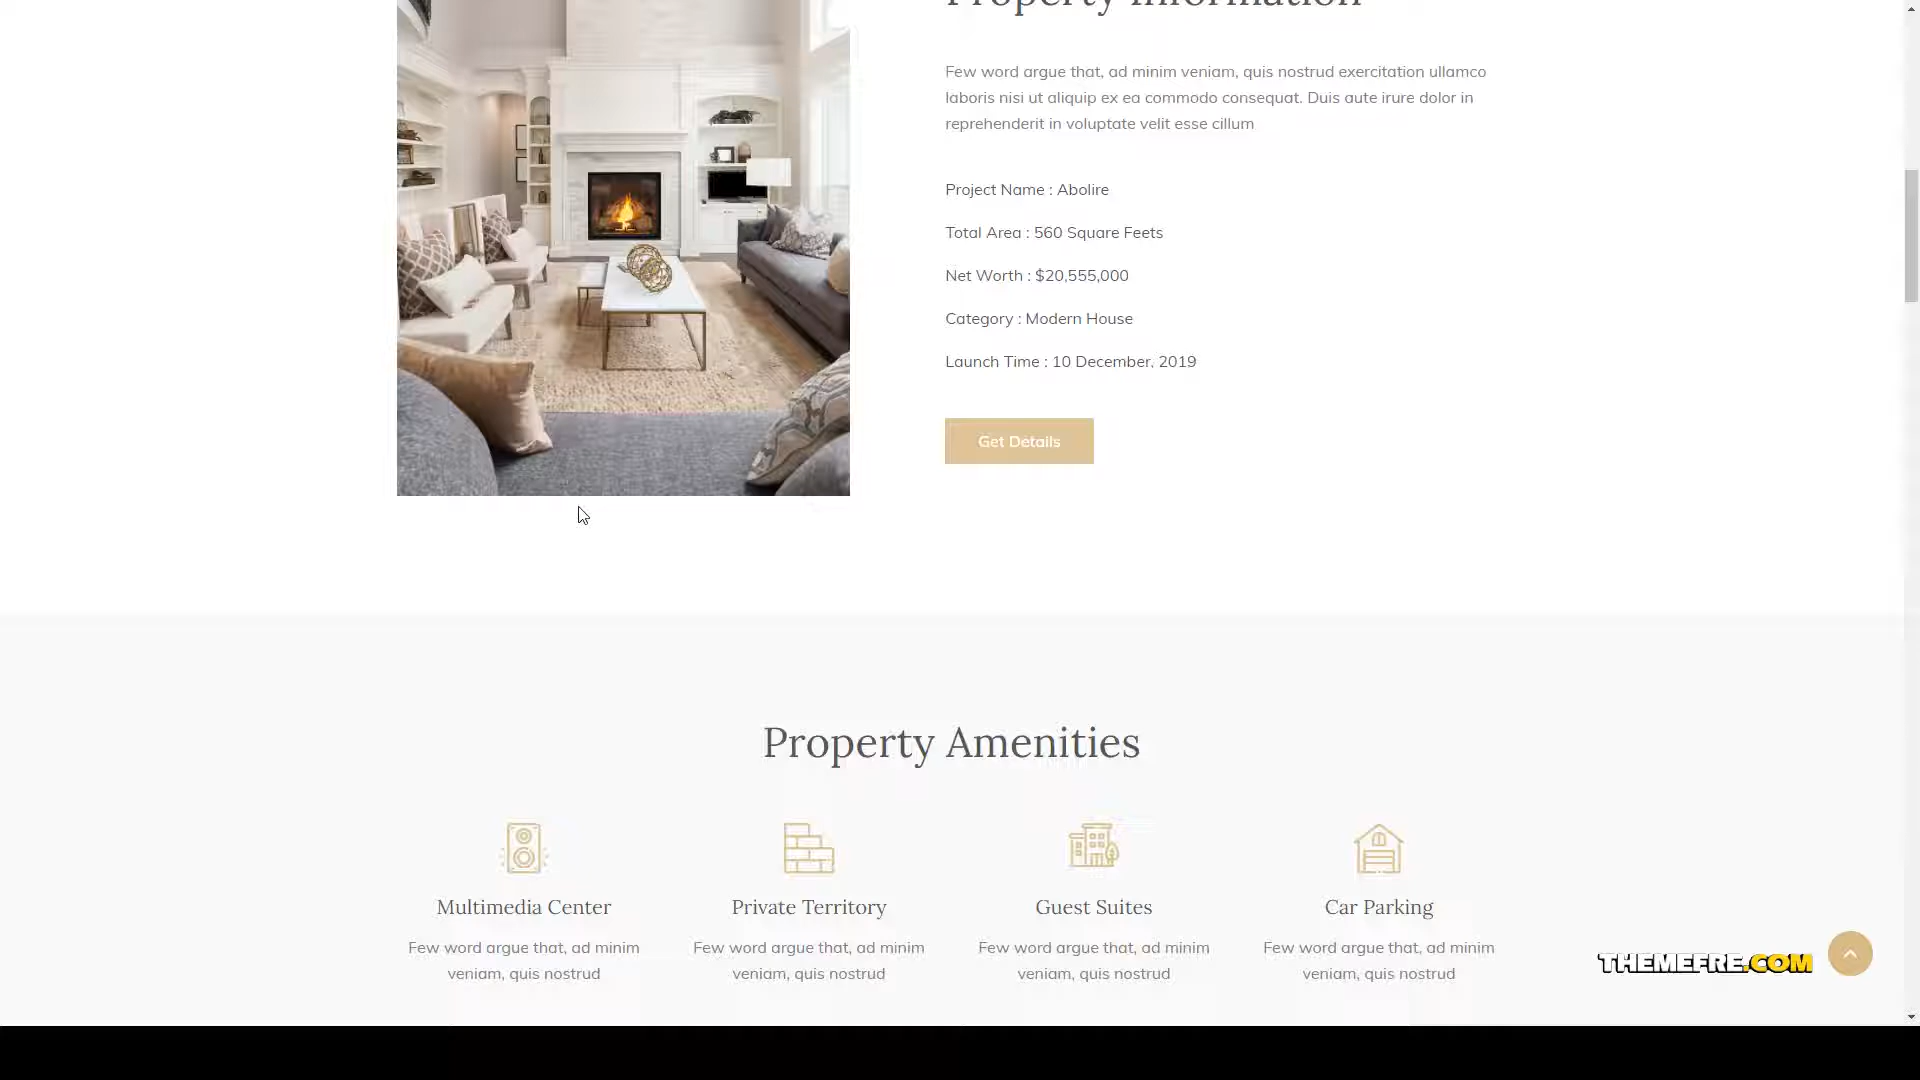 Property Information
Few word argue that, ad minim veniam, quis nostrud exercitation ullamco
laboris nisi ut aliquip ex ea commodo consequat. Duis aute irure dolor in
reprehenderit in voluptate velit esse cillum
Project Name : Abolire
Total Area : 560 Square Feets
Net Worth : $20,555,000
Category : Modern House
Launch Time : 10 December, 2019
Get Details
Property Amenities
Multimedia Center
Private Territory
Guest Suites
Car Parking
Few word argue that, ad minim
veniam, quis nostrud
Few word argue that, ad minim
veniam, quis nostrud
Few word argue that, ad minim
veniam, quis nostrud
Few word argue that, ad minim
veniam, quis nostrud
THEMEFRE.COM